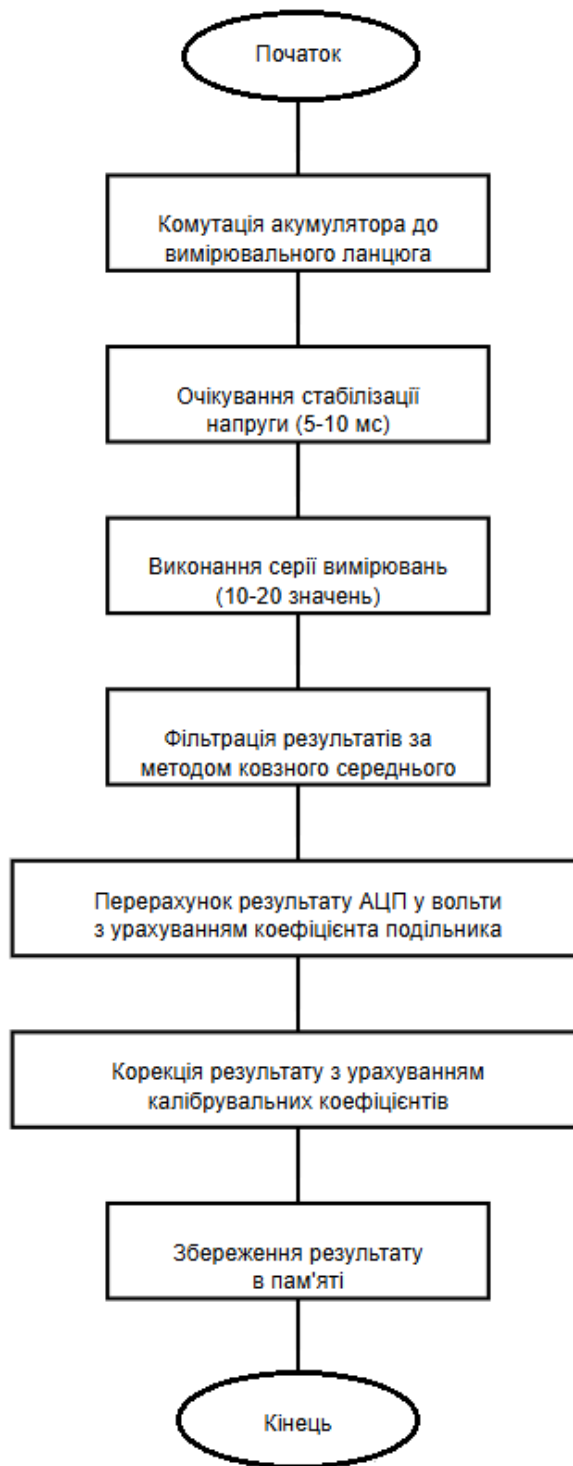 Початок
Комутація акумулятора до
вимірювального ланцюга
Очікування стабілізації
напруги (5-10 мс)
Виконання серії вимірювань
(10-20 значень)
Фільтрація результатів за
методом ковзного середнього
Перерахунок результату АЦП у вольти
з урахуванням коефіцієнта подільника
Корекція результату з урахуванням
калібрувальних коефіцієнтів
Збереження результату
в пам'яті
Кінець